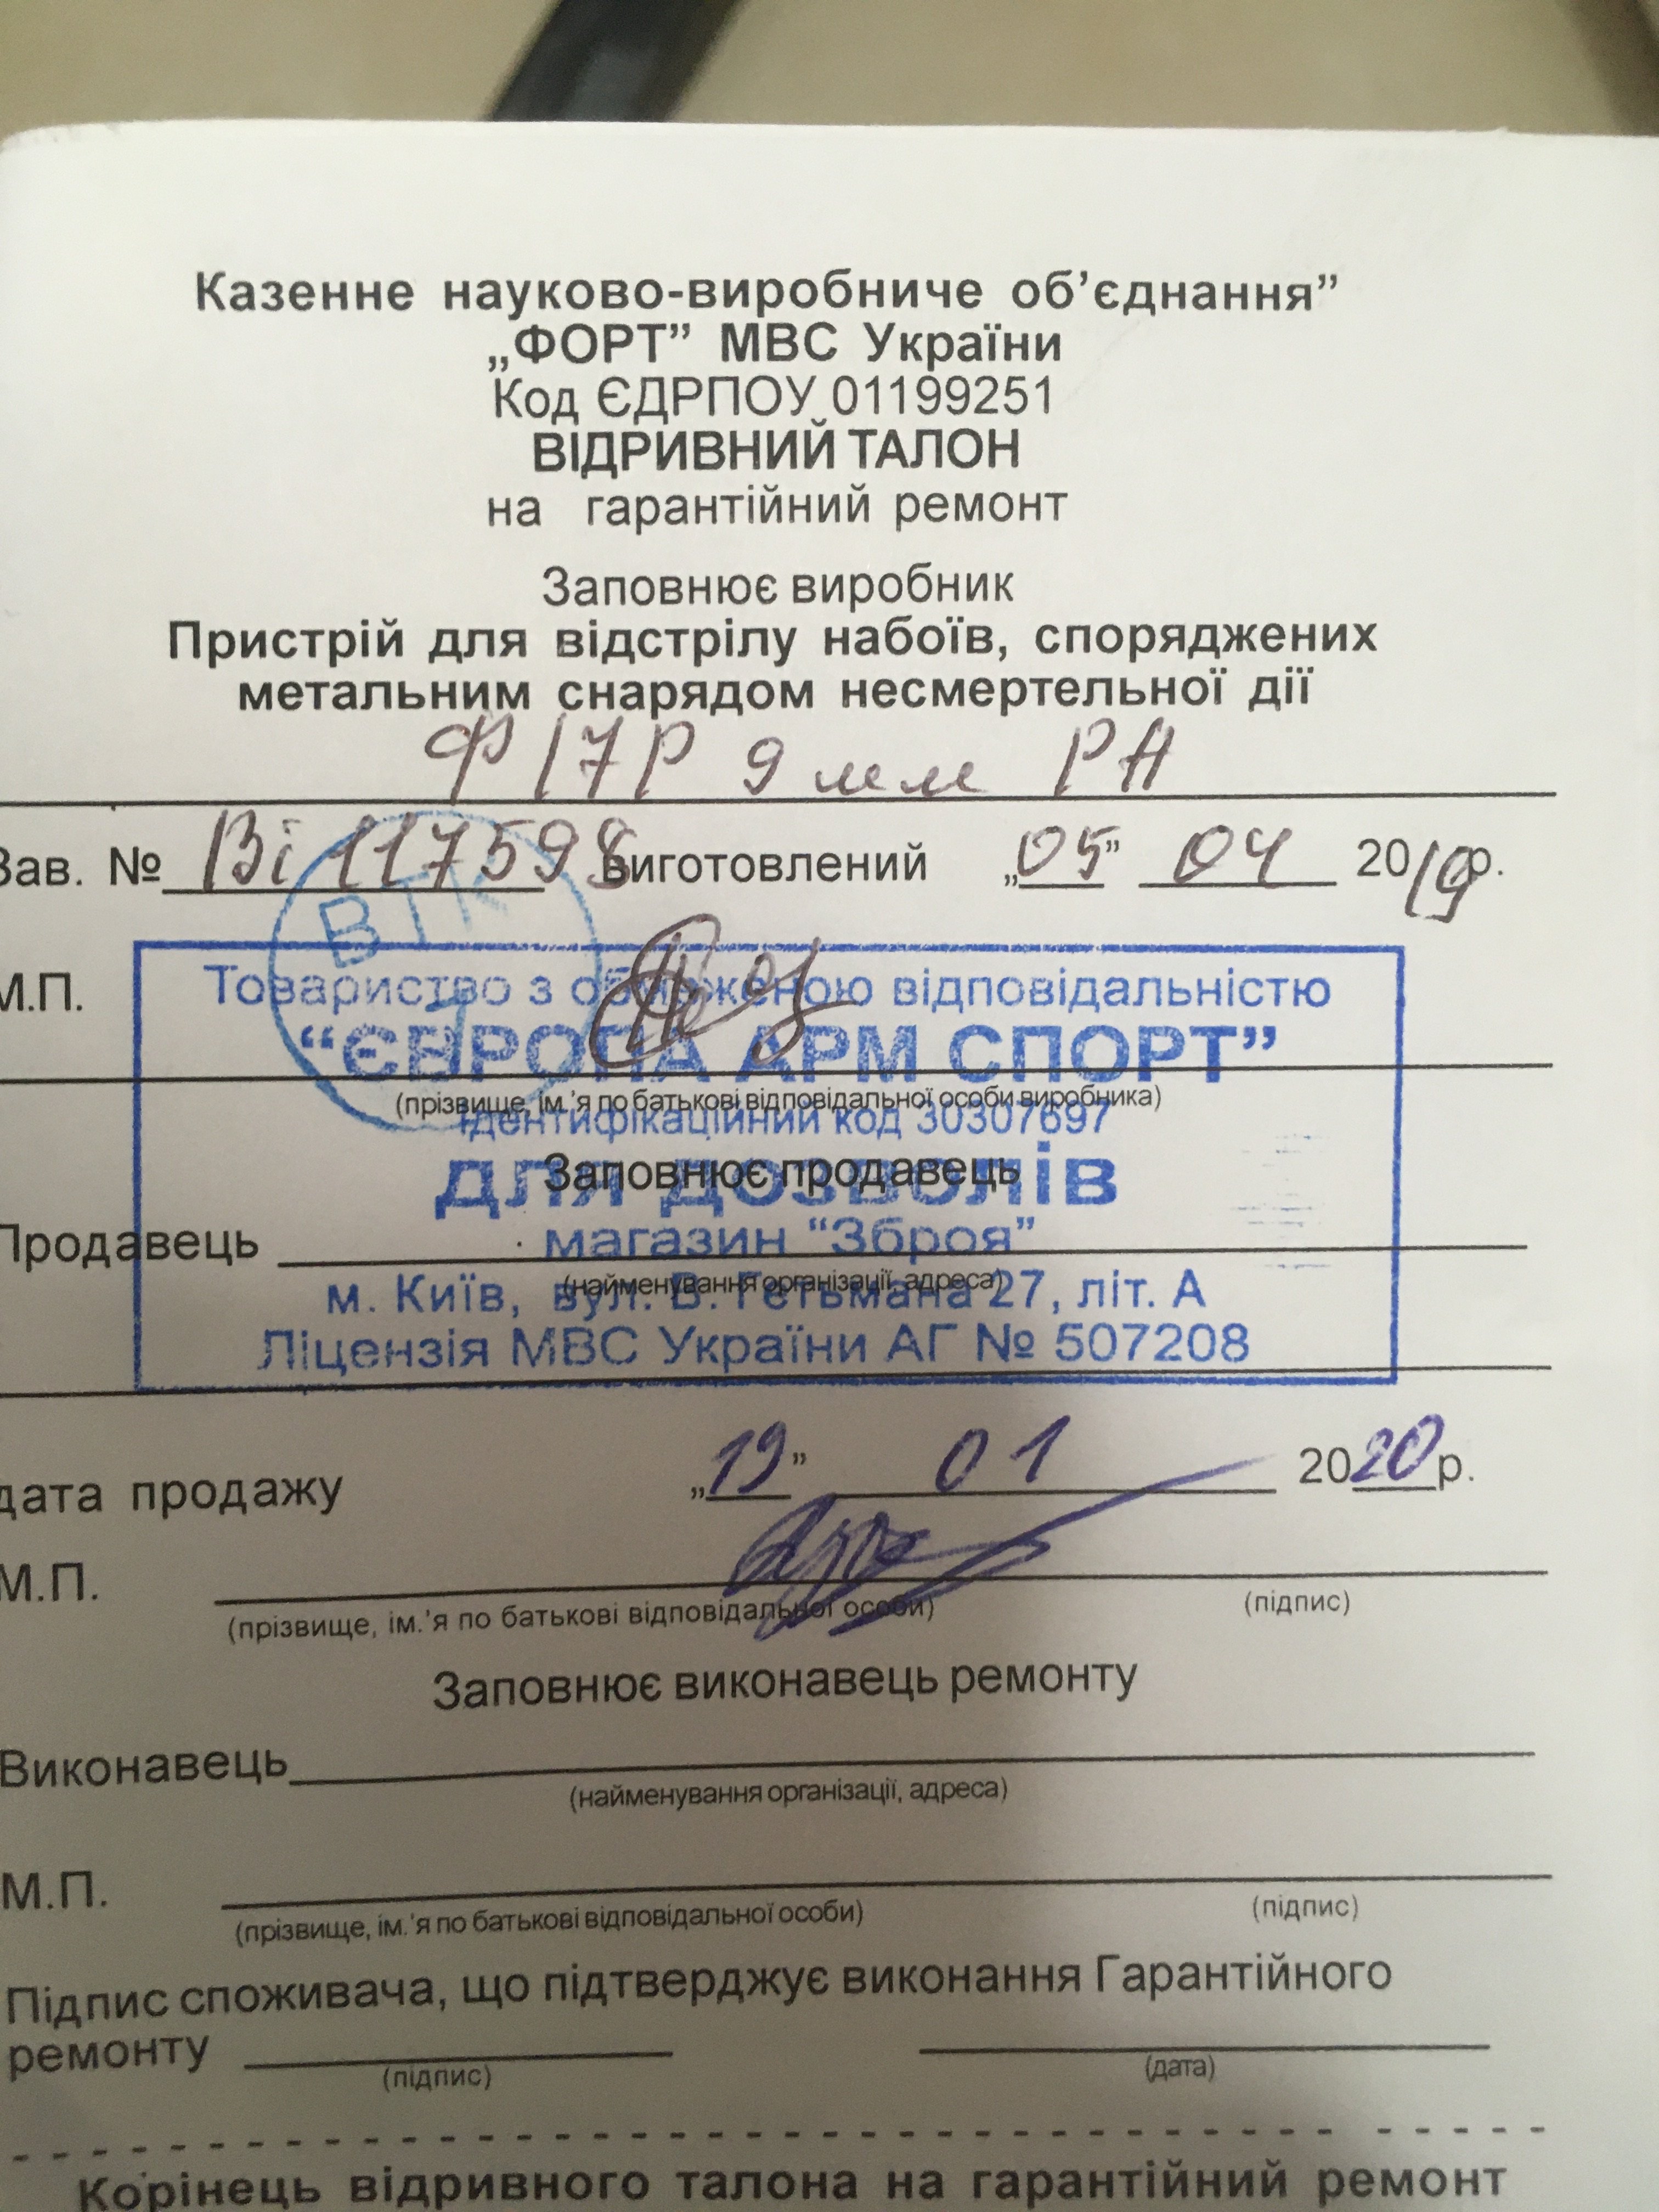 Казенне науково-виробниче об’єднання”
„ФОРТ” МВС України
Код ЄДРПОУ 01199251
ВІДРИВНИЙ ТАЛОН
на гарантійний ремонт
Заповнює виробник
Пристрій для відстрілу набоїв, споряджених
метальним снарядом несмертельної дії
Ф17Р 9 мм РА
Зав. № Ві 117598 виготовлений „05” 04 2019р.
ВТК
М.П.
Товариство з обмеженою відповідальністю
“ЄВРОПА АРМ СПОРТ”
(прізвище, ім.’я по батькові відповідальної особи виробника)
ідентифікаційний код 30307697
Заповнює продавець
ДЛЯ ДОЗВОЛІВ
Продавець
магазин “Зброя”
(найменування організації, адреса)
м. Київ, вул. В. Гетьмана 27, літ. А
Ліцензія МВС України АГ № 507208
дата продажу „19” 01 2020р.
М.П.
(прізвище, ім.’я по батькові відповідальної особи) (підпис)
Заповнює виконавець ремонту
Виконавець
(найменування організації, адреса)
М.П.
(прізвище, ім.’я по батькові відповідальної особи) (підпис)
Підпис споживача, що підтверджує виконання Гарантійного
ремонту
(підпис) (дата)
Корінець відривного талона на гарантійний ремонт